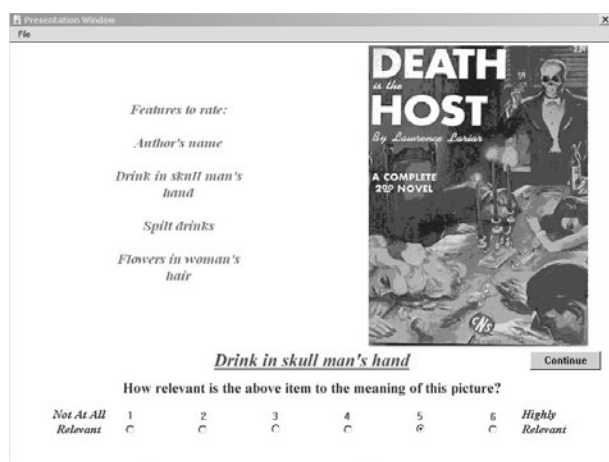 Presentation Window
File
Features to rate:
Author's name
Drink in skull man's
hand
Spilt drinks
Flowers in woman's
hair
DEATH
is the
HOST
By Lawrence Lariar
A COMPLETE
NOVEL
CNS
Drink in skull man's hand
Continue
How relevant is the above item to the meaning of this picture?
Not At All 1 2 3 4 5 6 Highly
Relevant Relevant